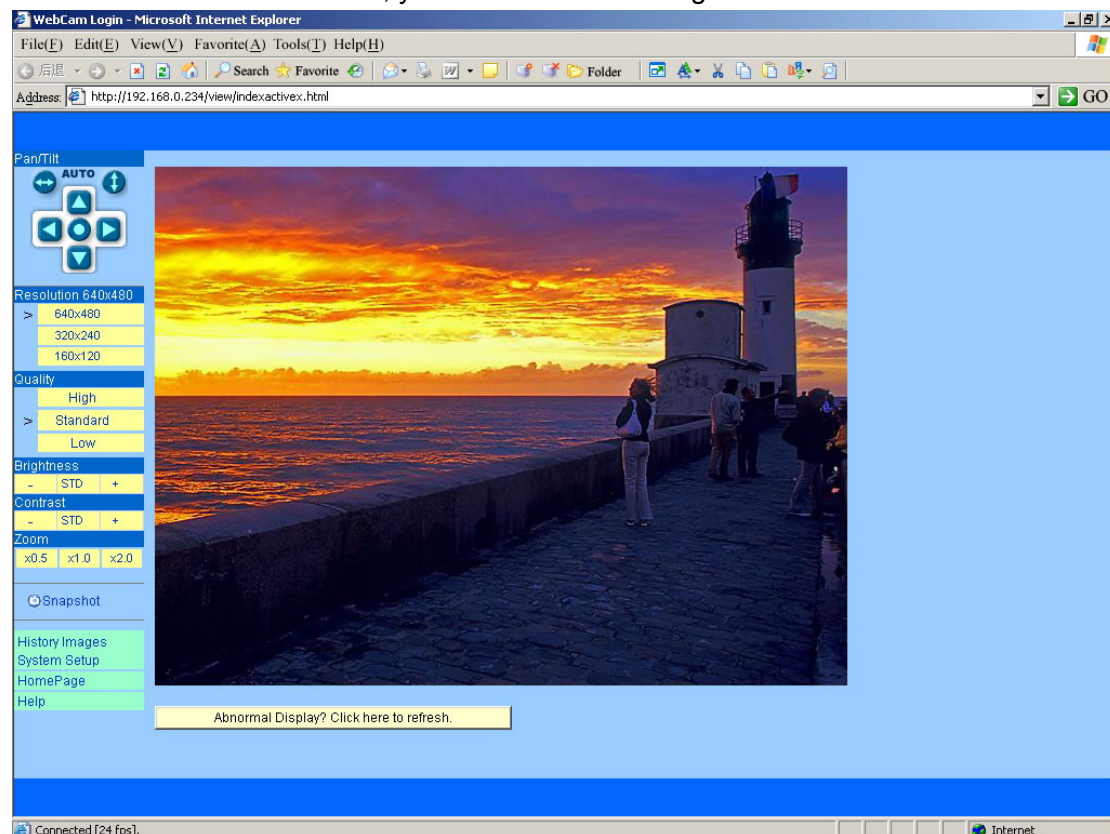 WebCam Login - Microsoft Internet Explorer
File(F) Edit(E) View(V) Favorite(A) Tools(T) Help(H)
后退 Search Favorite Folder
Address: http://192.168.0.234/view/indexactivex.html GO
Pan/Tilt
AUTO
Resolution 640x480
> 640x480
320x240
160x120
Quality
High
> Standard
Low
Brightness
- STD +
Contrast
- STD +
Zoom
x0.5 x1.0 x2.0
Snapshot
History Images
System Setup
HomePage
Help
Abnormal Display? Click here to refresh.
Connected [24 fps]. Internet